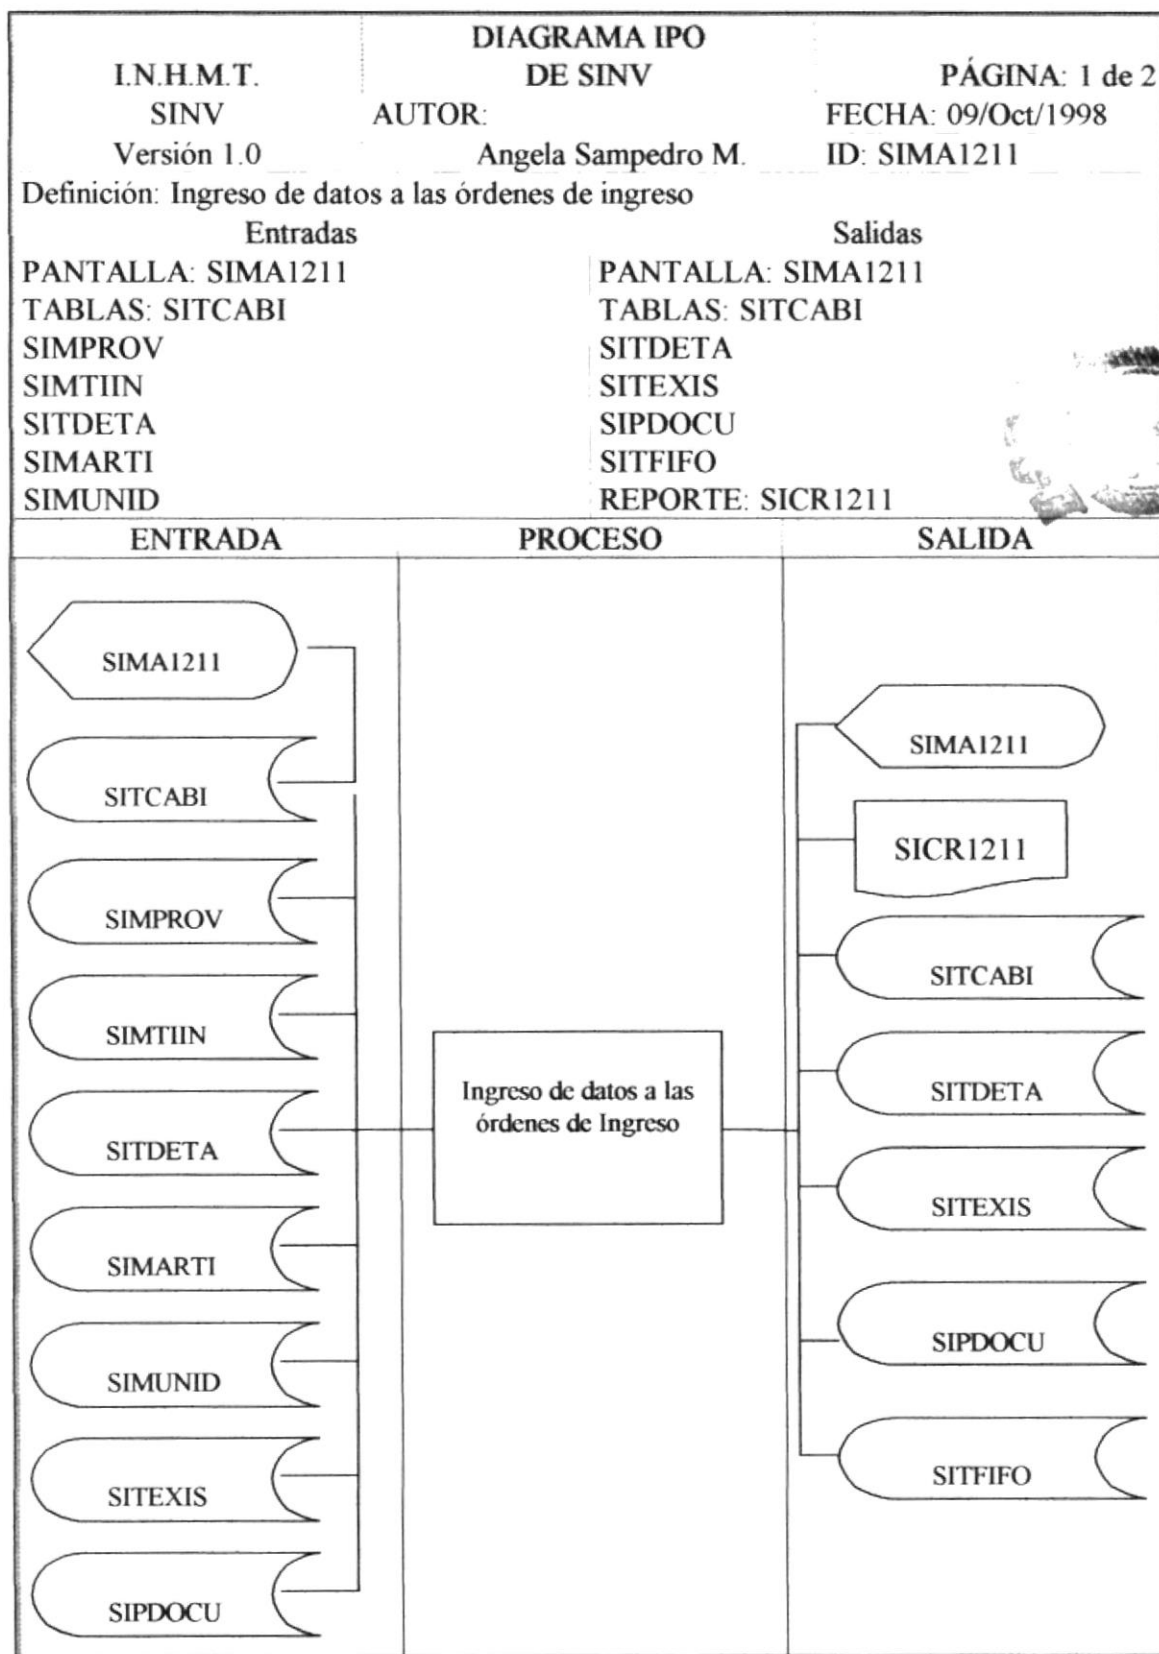 DIAGRAMA IPO
I.N.H.M.T. DE SINV PÁGINA: 1 de 2
SINV AUTOR: FECHA: 09/Oct/1998
Versión 1.0 Angela Sampedro M. ID: SIMA1211
Definición: Ingreso de datos a las órdenes de ingreso
Entradas Salidas
PANTALLA: SIMA1211 PANTALLA: SIMA1211
TABLAS: SITCABI TABLAS: SITCABI
SIMPROV SITDETA
SIMTIIN SITEXIS
SITDETA SIPDOCU
SIMARTI SITFIFO
SIMUNID REPORTE: SICR1211
ENTRADA PROCESO SALIDA
SIMA1211
SITCABI
SIMPROV
SIMTIIN
SITDETA
SIMARTI
SIMUNID
SITEXIS
SIPDOCU
Ingreso de datos a las
órdenes de Ingreso
SIMA1211
SICR1211
SITCABI
SITDETA
SITEXIS
SIPDOCU
SITFIFO